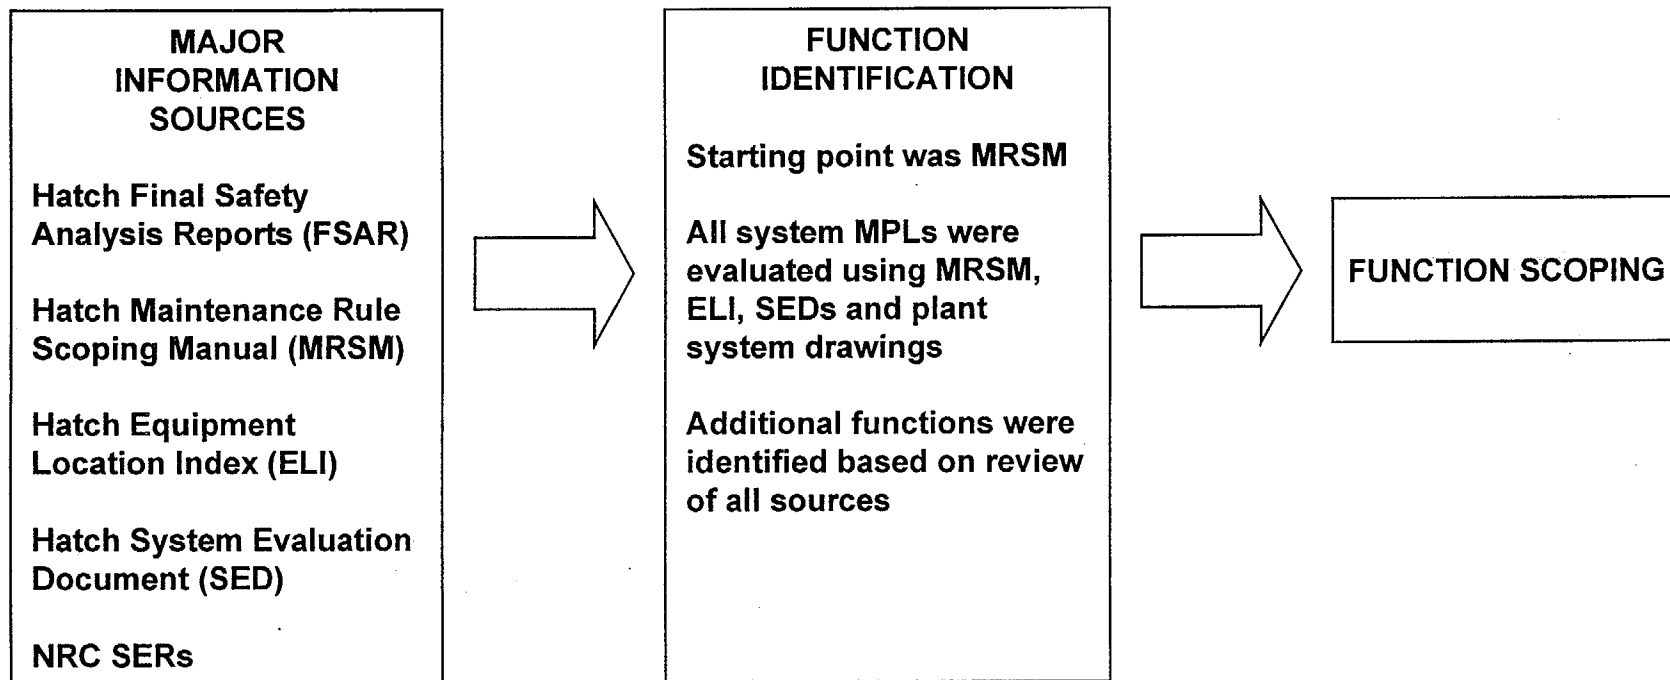 MAJOR
INFORMATION
SOURCES
Hatch Final Safety
Analysis Reports (FSAR)
Hatch Maintenance Rule
Scoping Manual (MRSM)
Hatch Equipment
Location Index (ELI)
Hatch System Evaluation
Document (SED)
NRC SERs
FUNCTION
IDENTIFICATION
Starting point was MRSM
All system MPLs were
evaluated using MRSM,
ELI, SEDs and plant
system drawings
Additional functions were
identified based on review
of all sources
FUNCTION SCOPING